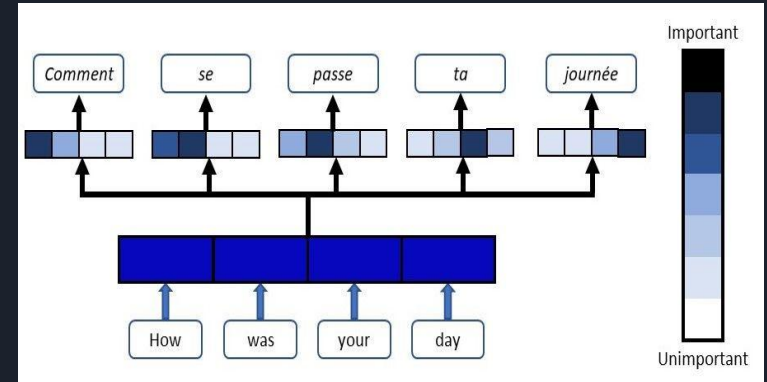 Important
Comment se passe ta journée
How was your day
Unimportant